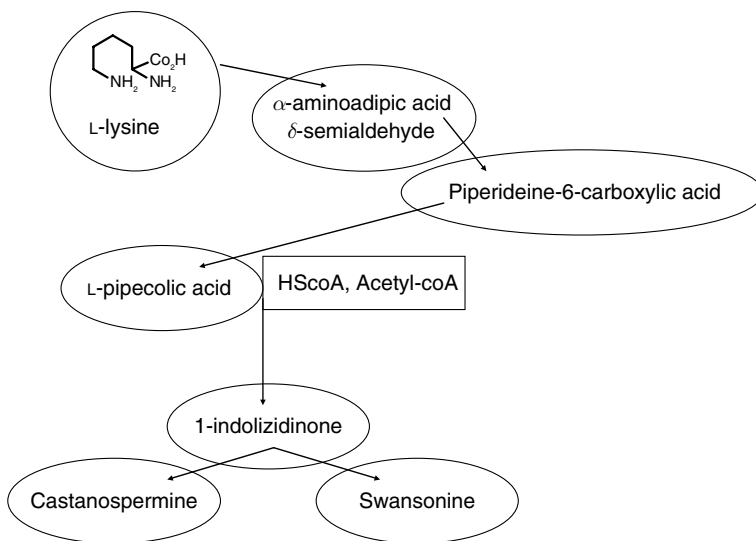 Co₂H
NH₂ NH₂
L-lysine
α-aminoadipic acid
δ-semialdehyde
Piperideine-6-carboxylic acid
L-pipecolic acid
HScoA, Acetyl-coA
1-indolizidinone
Castanospermine
Swansonine